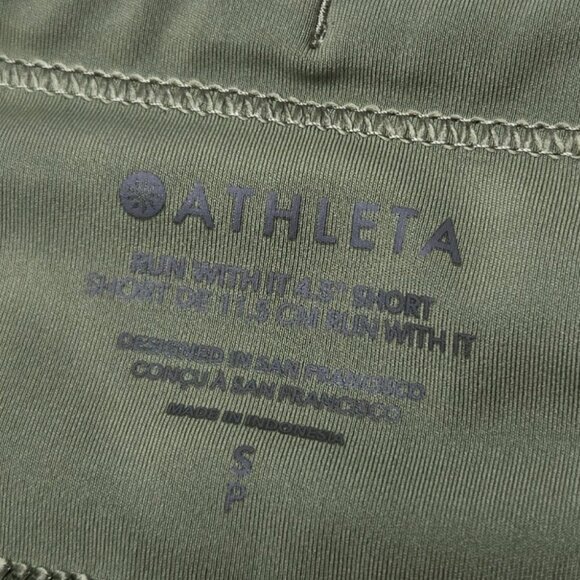 ATHLETA
RUN WITH IT 4.5" SHORT
SHORT DE 11,5 CM RUN WITH IT
DESIGNED IN SAN FRANCISCO
CONÇU À SAN FRANCISCO
MADE IN INDONESIA
S
P